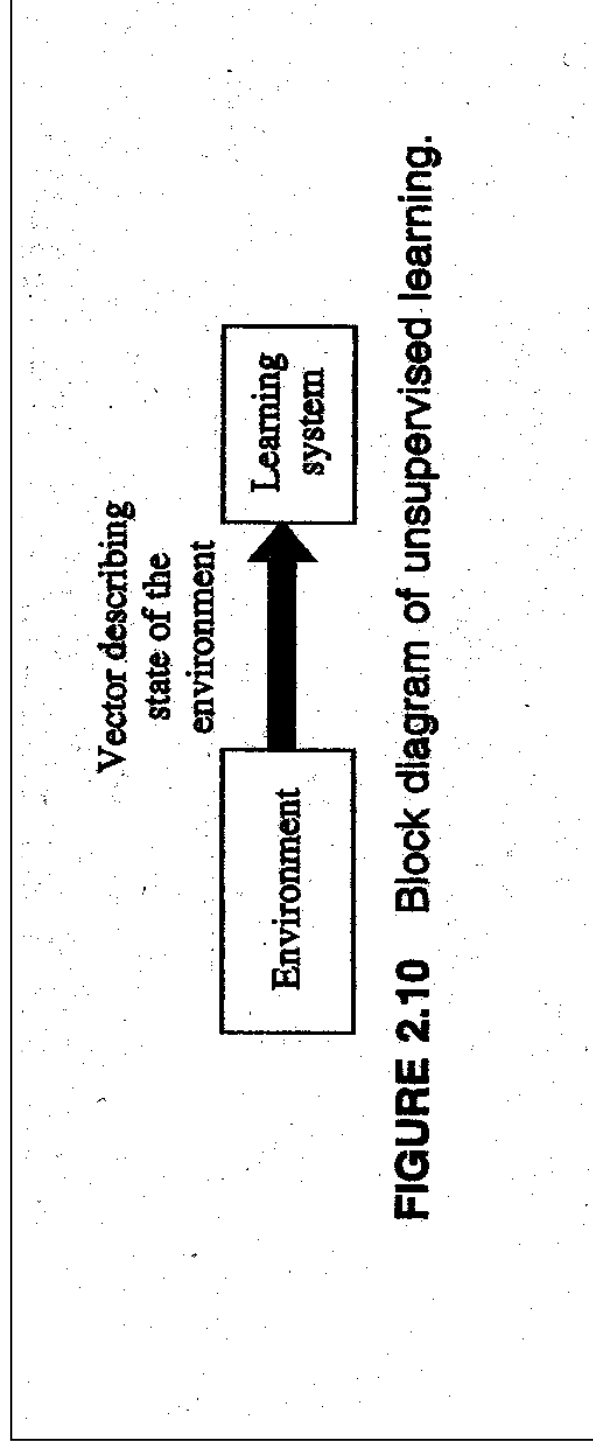 Vector describing
state of the
environment
Environment
Learning
system
FIGURE 2.10 Block diagram of unsupervised learning.